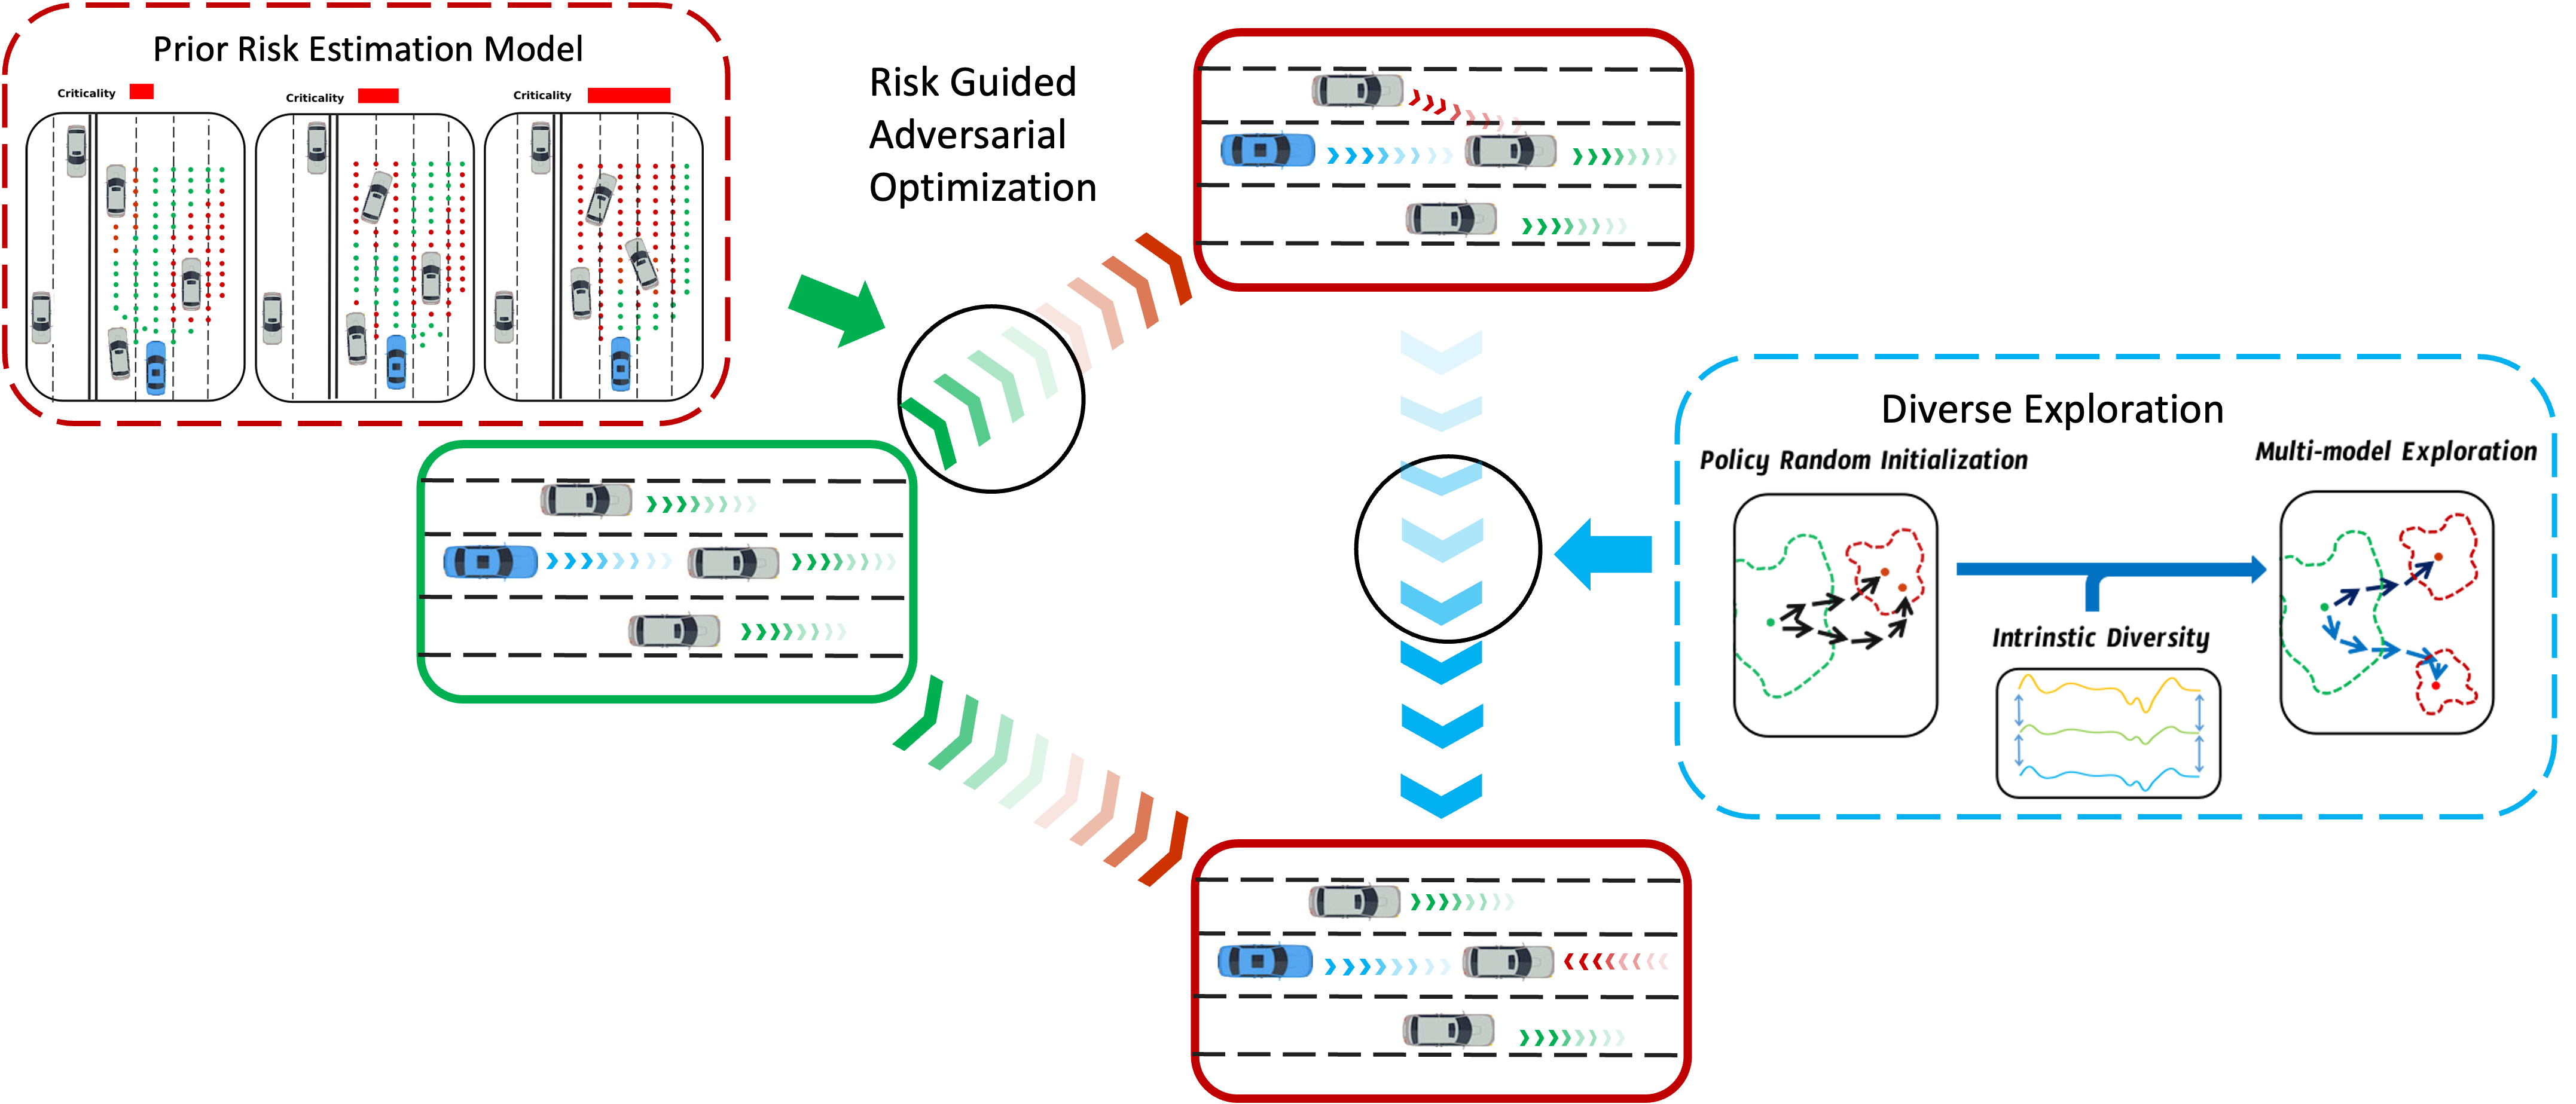 Prior Risk Estimation Model
Criticality
Criticality
Criticality
Risk Guided
Adversarial
Optimization
Diverse Exploration
Policy Random Initialization
Multi-model Exploration
Intrinstic Diversity